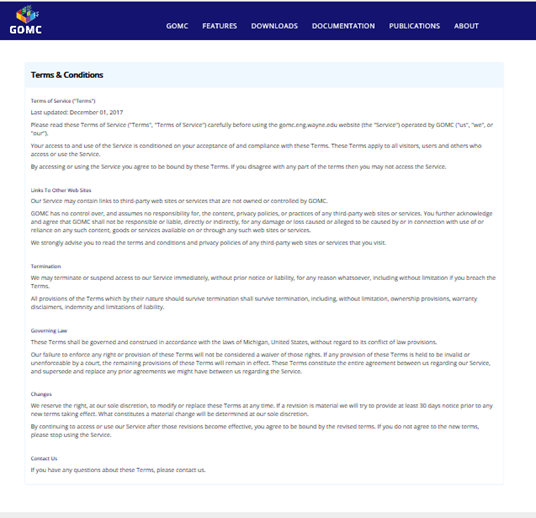 GOMC
GOMC FEATURES DOWNLOADS DOCUMENTATION PUBLICATIONS ABOUT
Terms & Conditions
Terms of Service ("Terms")
Last updated: December 01, 2017
Please read these Terms of Service ("Terms", "Terms of Service") carefully before using the gomc.eng.wayne.edu website (the "Service") operated by GOMC ("us", "we", or
"our").
Your access to and use of the Service is conditioned on your acceptance of and compliance with these Terms. These Terms apply to all visitors, users and others who
access or use the Service.
By accessing or using the Service you agree to be bound by these Terms. If you disagree with any part of the terms then you may not access the Service.
Links To Other Web Sites
Our Service may contain links to third-party web sites or services that are not owned or controlled by GOMC.
GOMC has no control over, and assumes no responsibility for, the content, privacy policies, or practices of any third-party web sites or services. You further acknowledge
and agree that GOMC shall not be responsible or liable, directly or indirectly, for any damage or loss caused or alleged to be caused by or in connection with use of or
reliance on any such content, goods or services available on or through any such web sites or services.
We strongly advise you to read the terms and conditions and privacy policies of any third-party web sites or services that you visit.
Termination
We may terminate or suspend access to our Service immediately, without prior notice or liability, for any reason whatsoever, including without limitation if you breach the
Terms.
All provisions of the Terms which by their nature should survive termination shall survive termination, including, without limitation, ownership provisions, warranty
disclaimers, indemnity and limitations of liability.
Governing Law
These Terms shall be governed and construed in accordance with the laws of Michigan, United States, without regard to its conflict of law provisions.
Our failure to enforce any right or provision of these Terms will not be considered a waiver of those rights. If any provision of these Terms is held to be invalid or
unenforceable by a court, the remaining provisions of these Terms will remain in effect. These Terms constitute the entire agreement between us regarding our Service,
and supersede and replace any prior agreements we might have between us regarding the Service.
Changes
We reserve the right, at our sole discretion, to modify or replace these Terms at any time. If a revision is material we will try to provide at least 30 days notice prior to any
new terms taking effect. What constitutes a material change will be determined at our sole discretion.
By continuing to access or use our Service after those revisions become effective, you agree to be bound by the revised terms. If you do not agree to the new terms,
please stop using the Service.
Contact Us
If you have any questions about these Terms, please contact us.